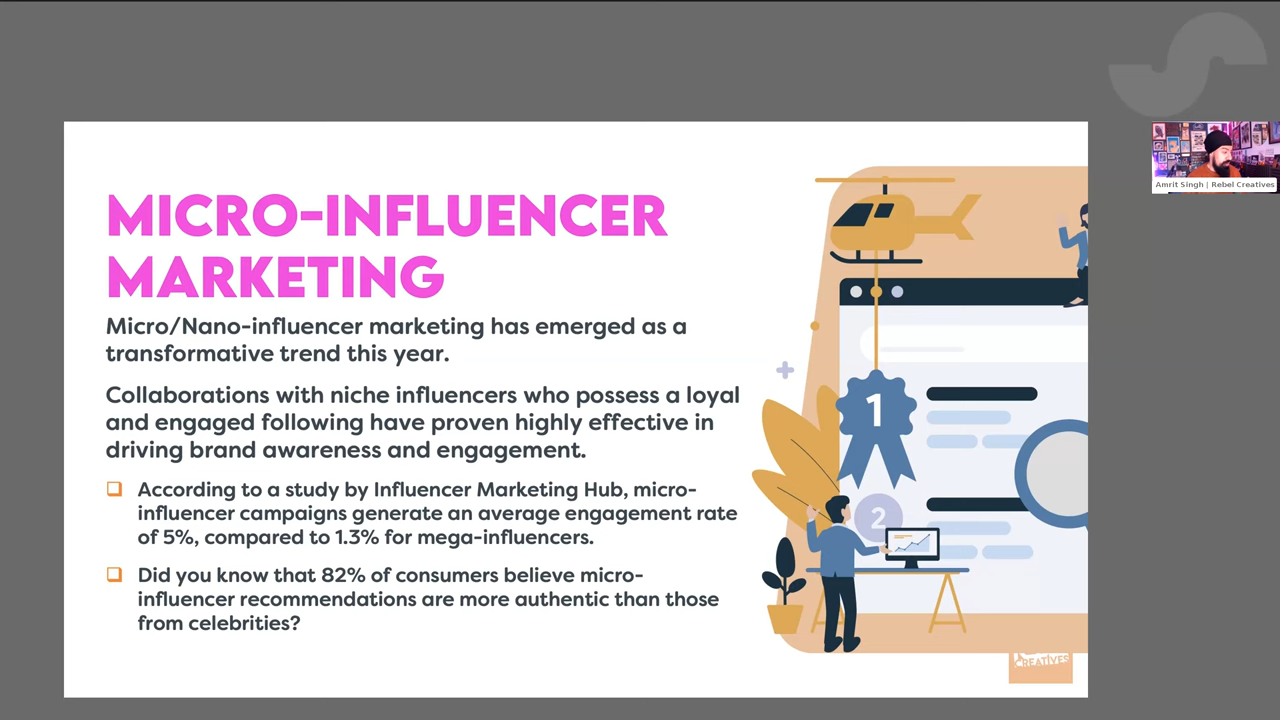 MICRO-INFLUENCER
MARKETING
Micro/Nano-influencer marketing has emerged as a
transformative trend this year.
Collaborations with niche influencers who possess a loyal
and engaged following have proven highly effective in
driving brand awareness and engagement.
According to a study by Influencer Marketing Hub, micro-
influencer campaigns generate an average engagement rate
of 5%, compared to 1.3% for mega-influencers.
Did you know that 82% of consumers believe micro-
influencer recommendations are more authentic than those
from celebrities?
1
2
CREATIVES
Amrit Singh | Rebel Creatives